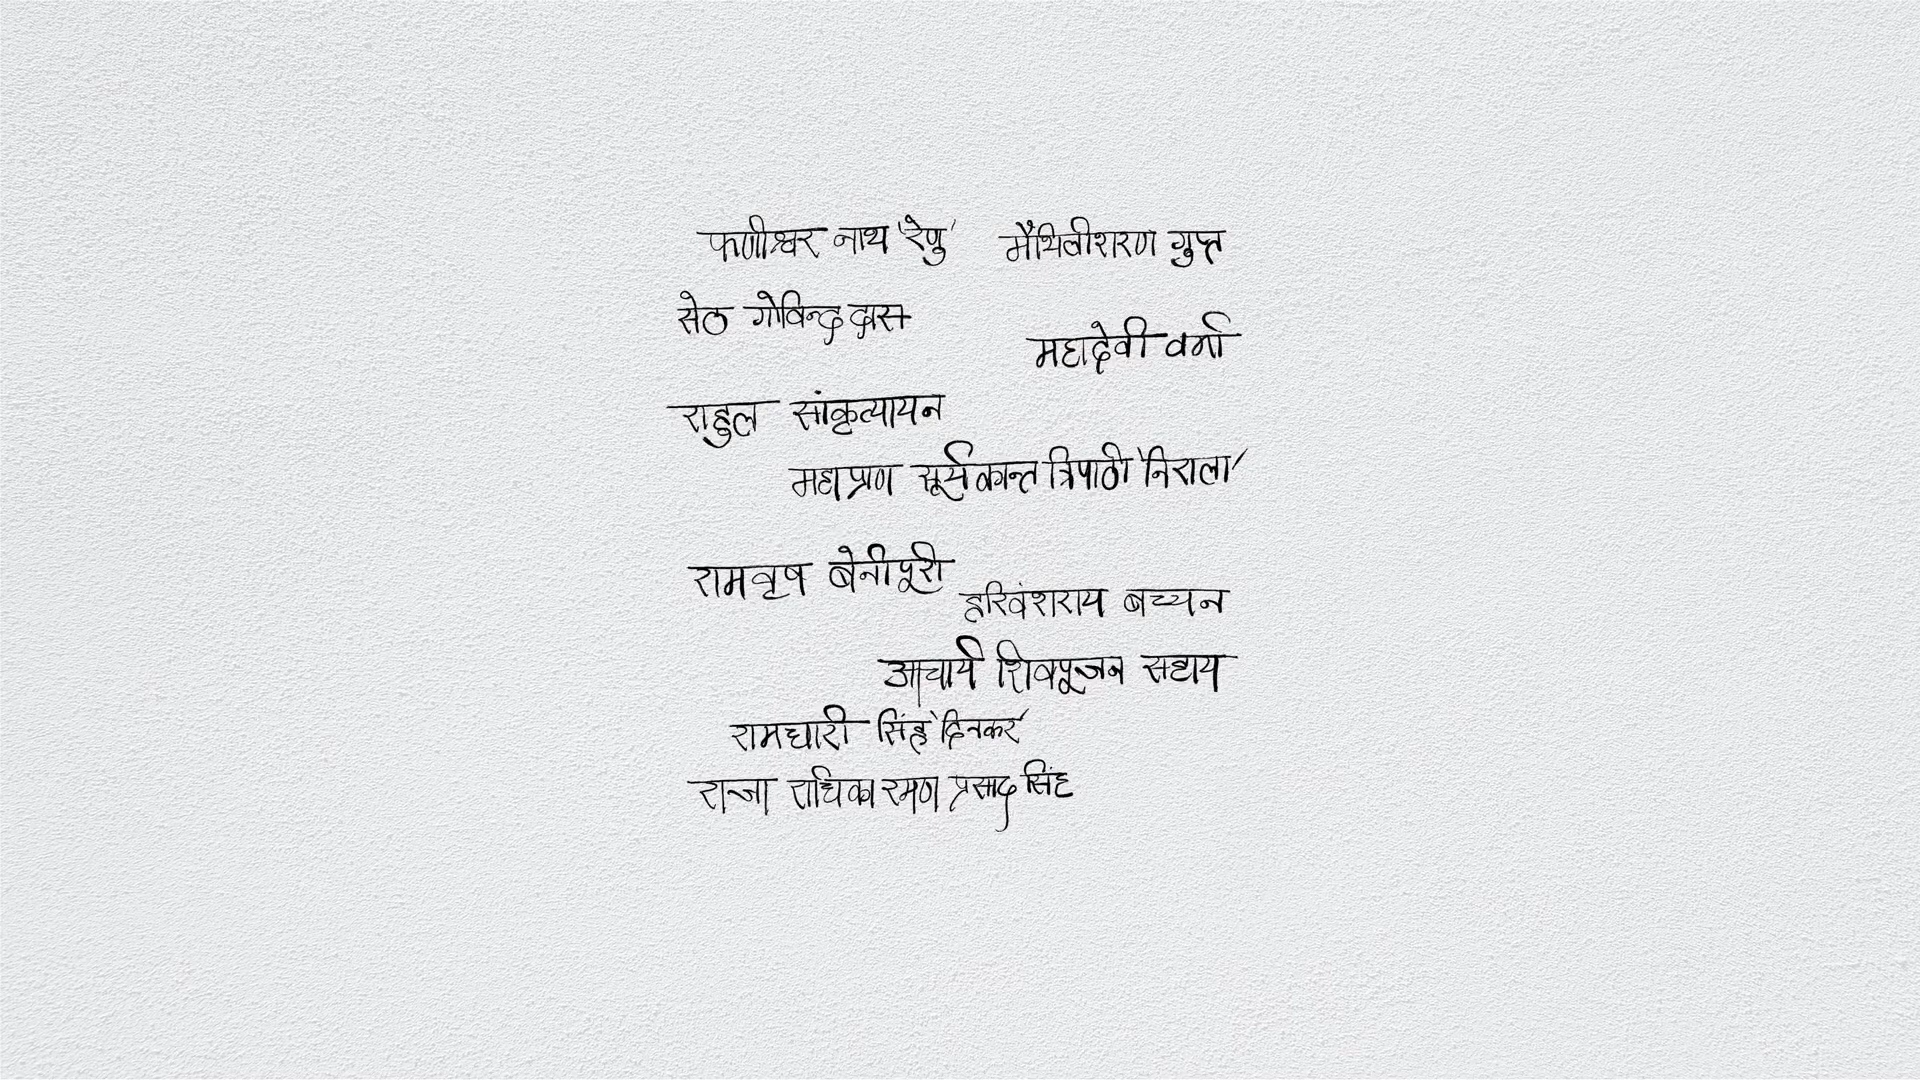 फणीश्वर नाथ 'रेणु' मैथिलीशरण गुप्त
सेठ गोविन्द दास
महादेवी वर्मा
राहुल सांकृत्यायन
महाप्राण सूर्यकान्त त्रिपाठी 'निराला'
रामवृष बेनीपूरी
हरिवंशराय बच्चन
आचार्य शिवपूजन सहाय
रामधारी सिंह 'दिनकर'
राजा राधिका रमण प्रसाद सिंह